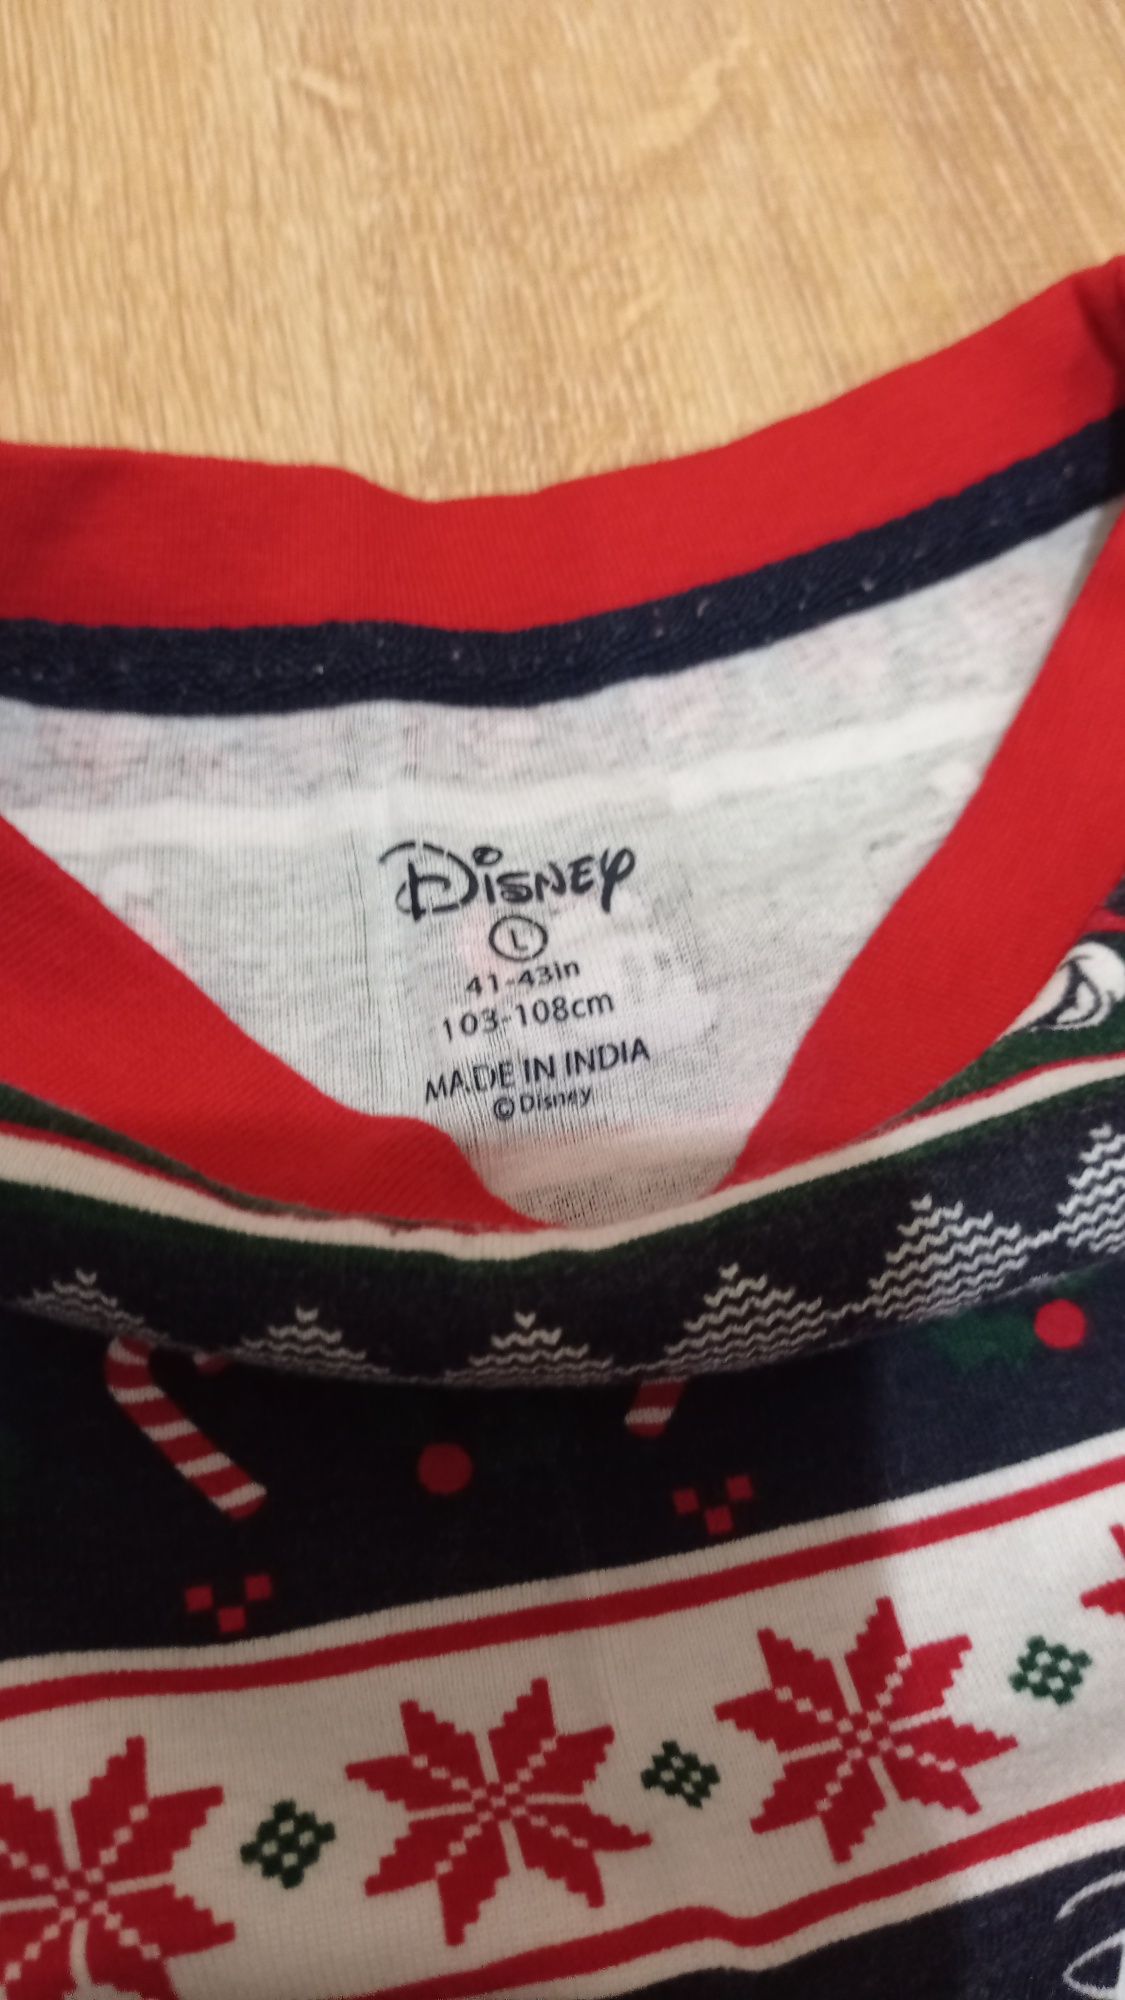 Disney
L
41-43in
103-108cm
MADE IN INDIA
©Disney